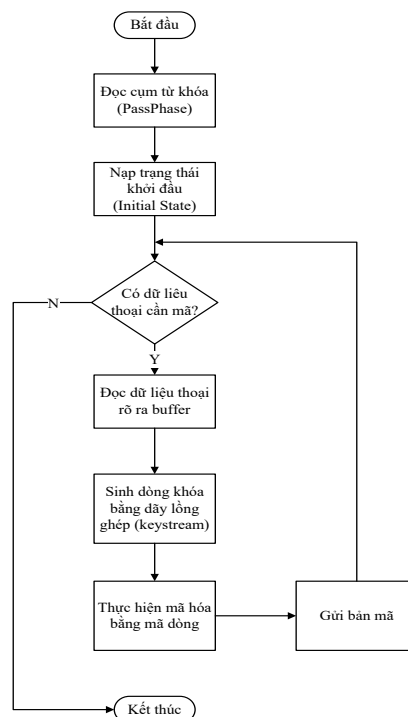 Bắt đầu
Đọc cụm từ khóa
(PassPhase)
Nạp trạng thái
khởi đầu
(Initial State)
Có dữ liêu
thoại cần mã?
N
Y
Đọc dữ liệu thoại
rõ ra buffer
Sinh dòng khóa
bằng dãy lồng
ghép (keystream)
Thực hiện mã hóa
bằng mã dòng
Gửi bản mã
Kết thúc